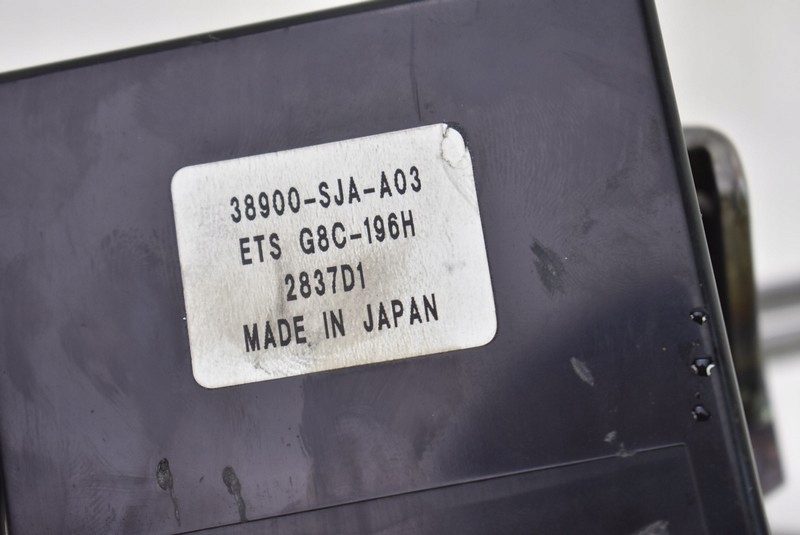 38900-SJA-A03
ETS G8C-196H
2837D1
MADE IN JAPAN